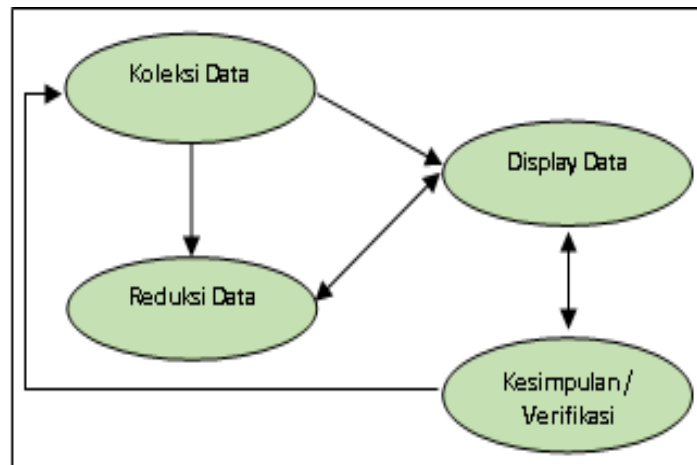 Koleksi Data
Display Data
Reduksi Data
Kesimpulan /
Verifikasi